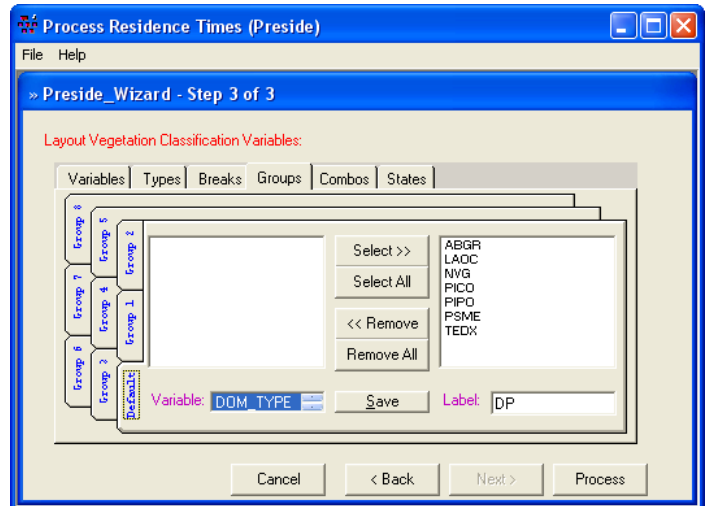 Process Residence Times (Preside)
File Help
» Preside_Wizard - Step 3 of 3
Layout Vegetation Classification Variables:
Variables Types Breaks Groups Combos States
Group 8
Group 7
Group 6
Group 5
Group 4
Group 3
Group 2
Group 1
Default
Select >>
Select All
<< Remove
Remove All
ABGR
LAOC
NVG
PICO
PIPO
PSME
TEDX
Variable: DOM_TYPE Save Label: DP
Cancel < Back Next > Process